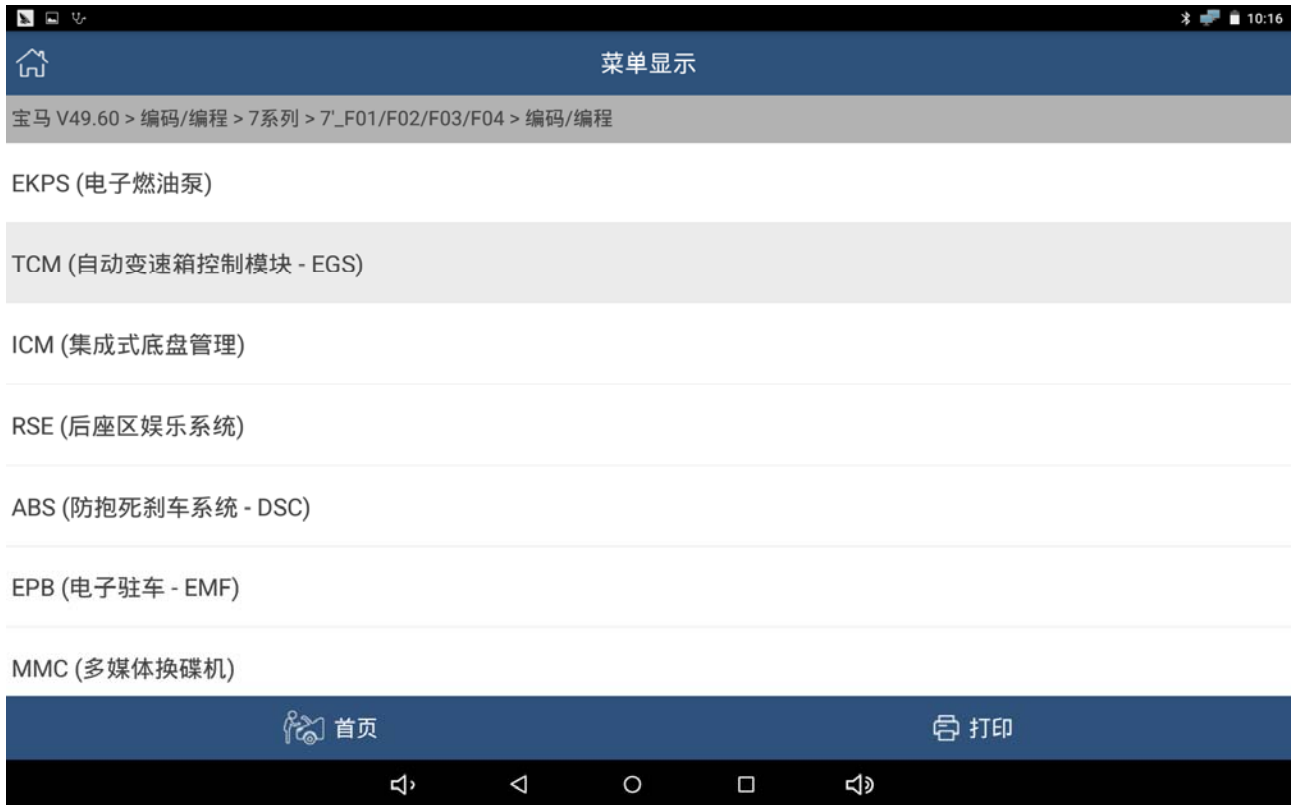 10:16
菜单显示
宝马 V49.60 > 编码/编程 > 7系列 > 7'_F01/F02/F03/F04 > 编码/编程
EKPS (电子燃油泵)
TCM (自动变速箱控制模块 - EGS)
ICM (集成式底盘管理)
RSE (后座区娱乐系统)
ABS (防抱死刹车系统 - DSC)
EPB (电子驻车 - EMF)
MMC (多媒体换碟机)
首页 打印